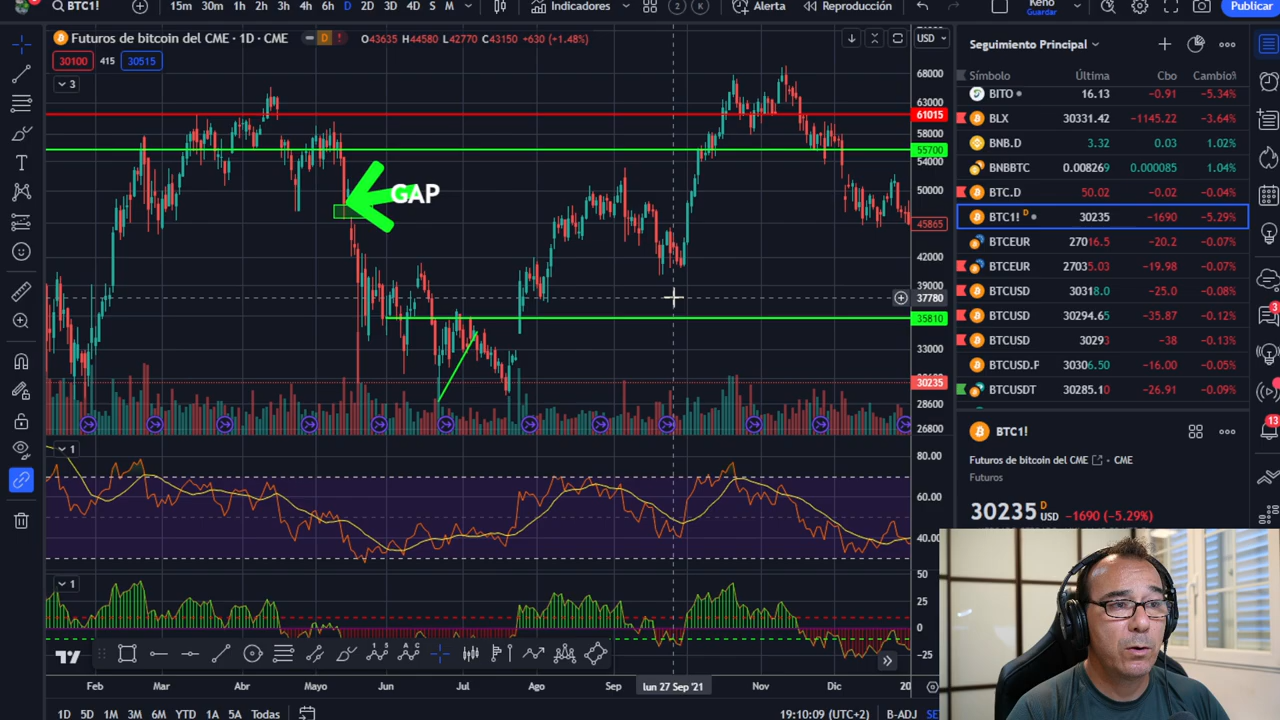 BTC1!
15m 30m 1H 2H 3H 4H 6H D 2D 3D 4D S M
Indicadores
2 K
Alerta
Reproducción
Keno
Guardar
Publicar
Futuros de bitcoin del CME · 1D · CME
D
O43635 H44580 L42770 C43150 +630 (+1.48%)
USD
30100 415 30515
3
68000
63000
61015
58000
55700
54000
50000
45865
42000
39000
37780
35810
33000
30235
28600
26800
GAP
1
80.00
60.00
40.00
1
50
25
0
−25
Feb Mar Abr Mayo Jun Jul Ago Sep lun 27 Sep '21 Nov Dic 20
1D 5D 1M 3M 6M YTD 1A 5A Todas
19:10:09 (UTC+2)
B-ADJ
Seguimiento Principal
Símbolo Última Cbo Cambio%
BITO 16.13 −0.91 −5.34%
BLX 30331.42 −1145.22 −3.64%
BNB.D 3.32 0.03 1.02%
BNBBTC 0.008269 0.000085 1.04%
BTC.D 50.02 −0.02 −0.04%
BTC1! D 30235 −1690 −5.29%
BTCEUR 27016.5 −20.2 −0.07%
BTCEUR 27035.03 −19.98 −0.07%
BTCUSD 30318.0 −25.0 −0.08%
BTCUSD 30294.65 −35.87 −0.12%
BTCUSD 30293 −38 −0.13%
BTCUSD.P 30306.50 −16.00 −0.05%
BTCUSDT 30285.10 −26.91 −0.09%
3
13
BTC1!
Futuros de bitcoin del CME CME
Futuros
30235 D USD −1690 (−5.29%)